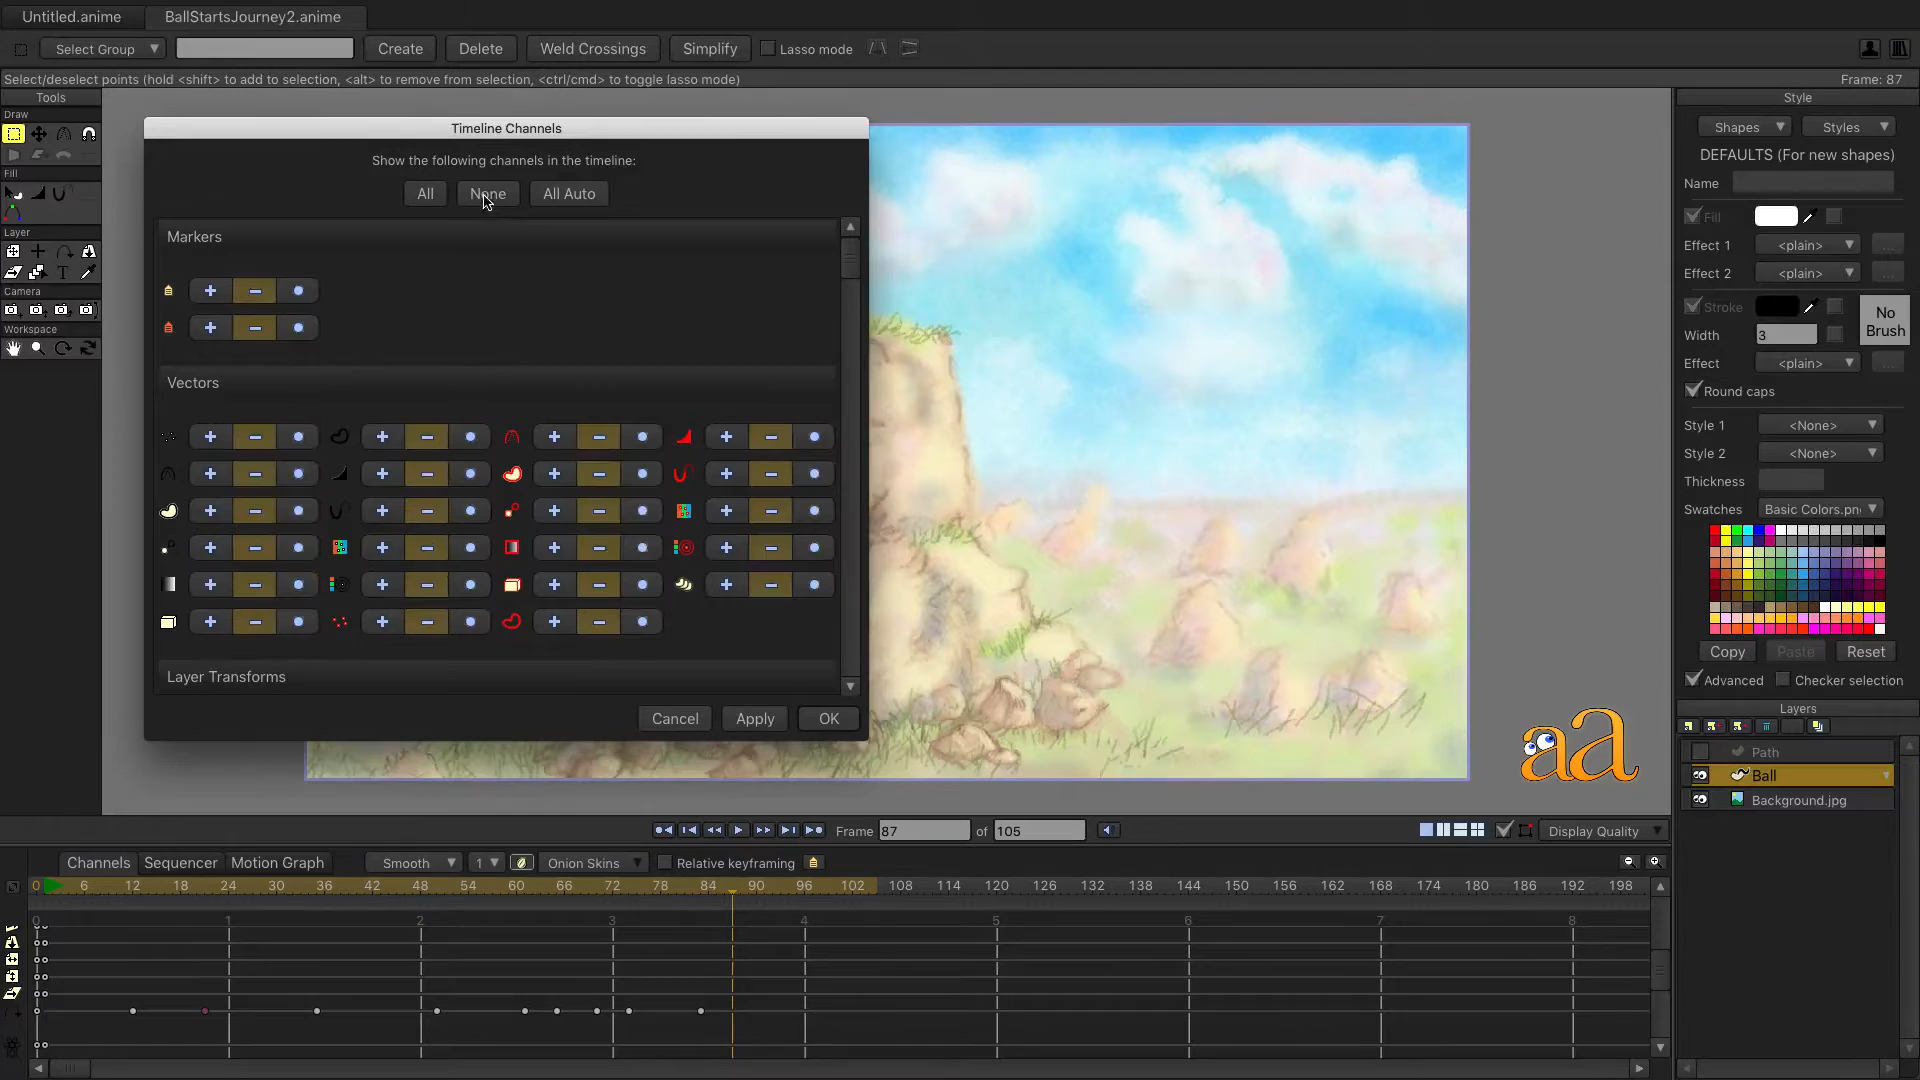 Untitled.anime
BallStartsJourney2.anime
Select Group
Create
Delete
Weld Crossings
Simplify
Lasso mode
Select/deselect points (hold <shift> to add to selection, <alt> to remove from selection, <ctrl/cmd> to toggle lasso mode)
Frame: 87
Tools
Draw
Fill
Layer
Camera
Workspace
Timeline Channels
Show the following channels in the timeline:
All
None
All Auto
Markers
Vectors
Layer Transforms
Cancel
Apply
OK
Style
Shapes
Styles
DEFAULTS (For new shapes)
Name
Fill
Effect 1
<plain>
...
Effect 2
<plain>
...
Stroke
No
Brush
Width
3
Effect
<plain>
...
Round caps
Style 1
<None>
Style 2
<None>
Thickness
Swatches
Basic Colors.pn
Copy
Paste
Reset
Advanced
Checker selection
Layers
Path
Ball
Background.jpg
aa
Frame
87
of
105
Display Quality
Channels
Sequencer
Motion Graph
Smooth
1
Onion Skins
Relative keyframing
0 6 12 18 24 30 36 42 48 54 60 66 72 78 84 90 96 102 108 114 120 126 132 138 144 150 156 162 168 174 180 186 192 198
0 1 2 3 4 5 6 7 8